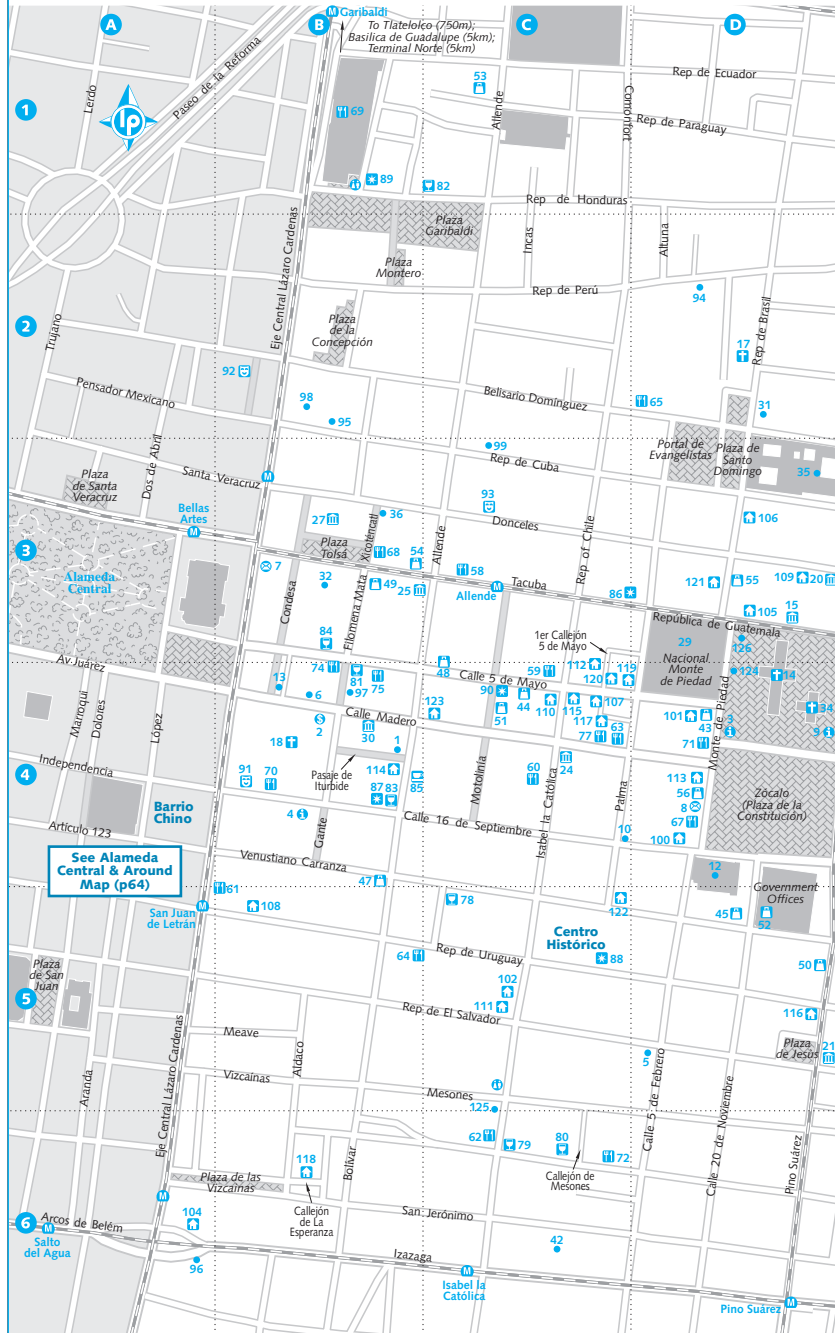 A
B
C
D
M Garibaldi
To Tlatelolco (750m);
Basílica de Guadalupe (5km);
Terminal Norte (5km)
Lerdo
Paseo de la Reforma
lp
1
69
53
Allende
Comonfort
Rep de Ecuador
Rep de Paraguay
89
82
Rep de Honduras
Plaza
Garibaldi
Plaza
Montero
Incas
Altuna
Eje Central Lázaro Cardenas
Rep de Perú
94
2
Trujano
Plaza
de la
Concepción
17
Rep de Brasil
92
98
95
Pensador Mexicano
Belisario Domínguez
65
31
99
Rep de Cuba
Portal de
Evangelistas
Plaza de
Santo
Domingo
35
Dos de Abril
Santa Veracruz
M
Plaza
de Santa
Veracruz
Bellas
Artes
M
27
Plaza
Tolsá
Xicoténcatl
36
93
Donceles
106
3
Alameda
Central
7
68
54
Allende
58
Rep of Chile
Condesa
32
Filomena Mata
49
25
Allende
M
Tacuba
86
121
55
109
20
105
15
República de Guatemala
84
1er Callejón
5 de Mayo
29
Nacional
Monte
de Piedad
126
124
14
Av Juárez
13
6
74
81
97
75
48
Calle 5 de Mayo
59
112
119
120
90
51
44
110
115
107
117
77
63
101
43
3
34
9
71
Monte de Piedad
Marroquí
Dolores
López
Calle Madero
123
2
30
1
18
Pasaje de
Iturbide
114
87
83
85
Motolinía
60
Isabel la Católica
24
Palma
113
56
8
67
100
Zócalo
(Plaza de la
Constitución)
4
Independencia
91
70
Barrio
Chino
Artículo 123
4
Gante
Calle 16 de Septiembre
10
12
See Alameda
Central & Around
Map (p64)
Venustiano Carranza
47
61
San Juan
de Letrán
M
108
78
122
45
52
Government
Offices
Centro
Histórico
88
Plaza
de San
Juan
64
Rep de Uruguay
50
5
102
111
Rep de El Salvador
116
Plaza
de Jesús
21
Meave
Aldaco
Vizcaínas
Aranda
Eje Central Lázaro Cardenas
Mesones
5
Calle 5 de Febrero
Calle 20 de Noviembre
Pino Suárez
125
62
79
80
72
Callejón de
Mesones
118
Bolívar
Plaza de las
Vizcaínas
Callejón
de La
Esperanza
M
104
San Jerónimo
6
Arcos de Belém
M
Salto
del Agua
96
42
Izazaga
M
Isabel la
Católica
Pino Suárez M